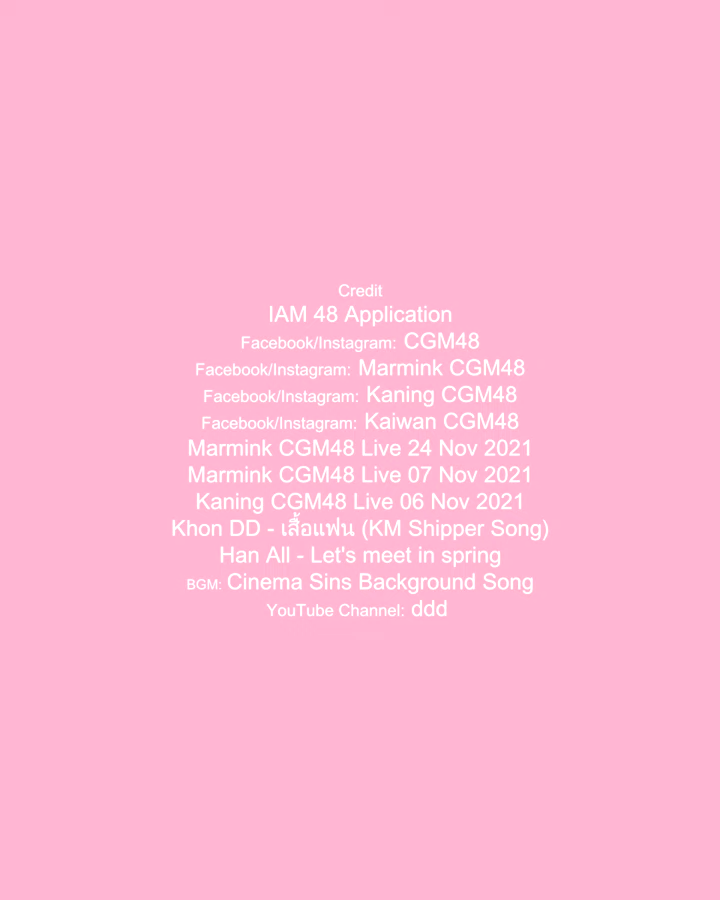 Credit
IAM 48 Application
Facebook/Instagram: CGM48
Facebook/Instagram: Marmink CGM48
Facebook/Instagram: Kaning CGM48
Facebook/Instagram: Kaiwan CGM48
Marmink CGM48 Live 24 Nov 2021
Marmink CGM48 Live 07 Nov 2021
Kaning CGM48 Live 06 Nov 2021
Khon DD - เสื้อแฟน (KM Shipper Song)
Han All - Let's meet in spring
BGM: Cinema Sins Background Song
YouTube Channel: ddd